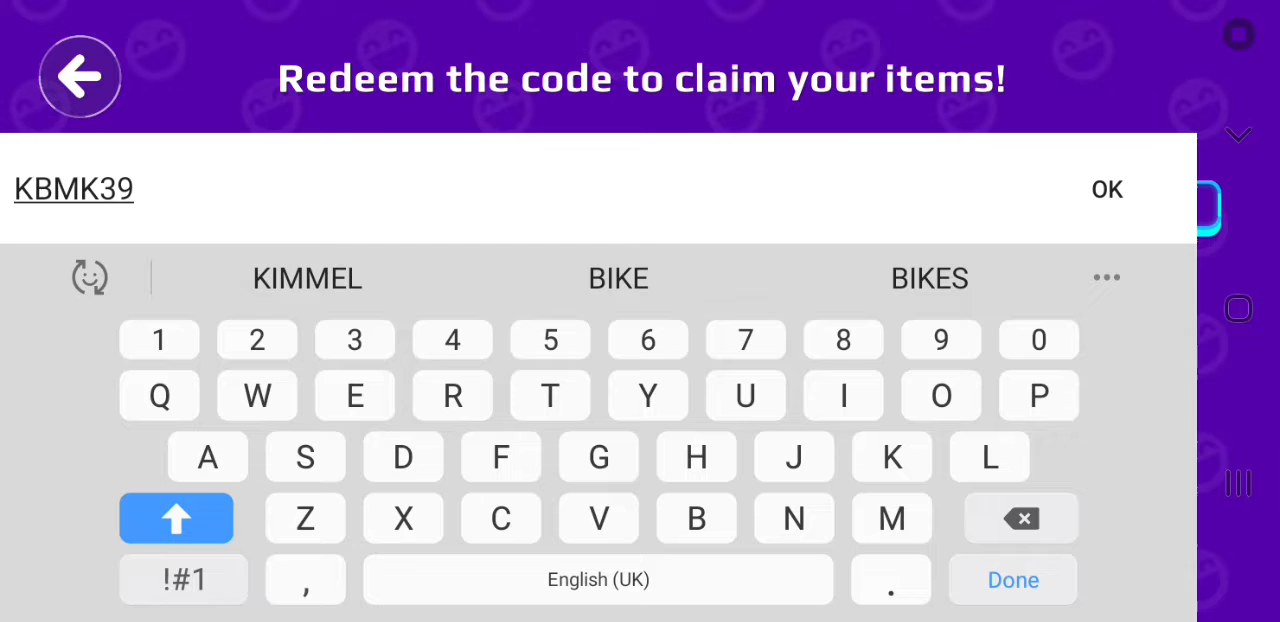 Redeem the code to claim your items!
KBMK39
OK
KIMMEL BIKE BIKES
1 2 3 4 5 6 7 8 9 0
Q W E R T Y U I O P
A S D F G H J K L
Z X C V B N M
!#1 , English (UK) . Done